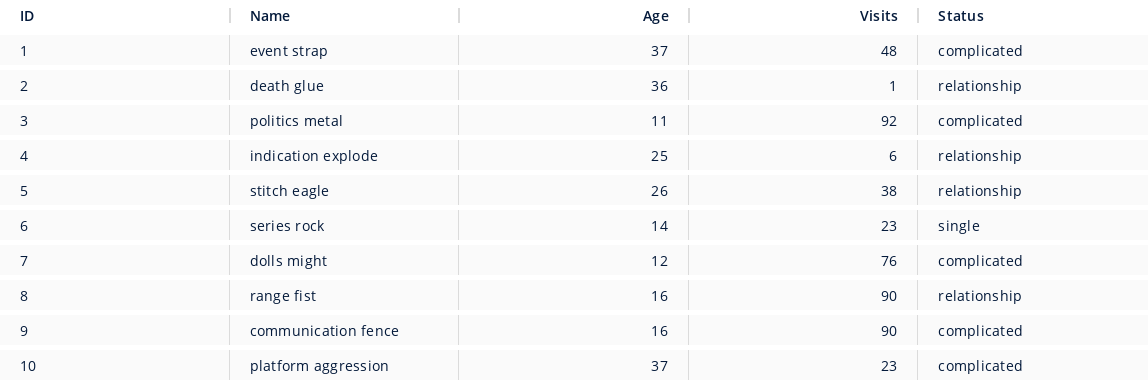 ID Name Age Visits Status
1 event strap 37 48 complicated
2 death glue 36 1 relationship
3 politics metal 11 92 complicated
4 indication explode 25 6 relationship
5 stitch eagle 26 38 relationship
6 series rock 14 23 single
7 dolls might 12 76 complicated
8 range fist 16 90 relationship
9 communication fence 16 90 complicated
10 platform aggression 37 23 complicated